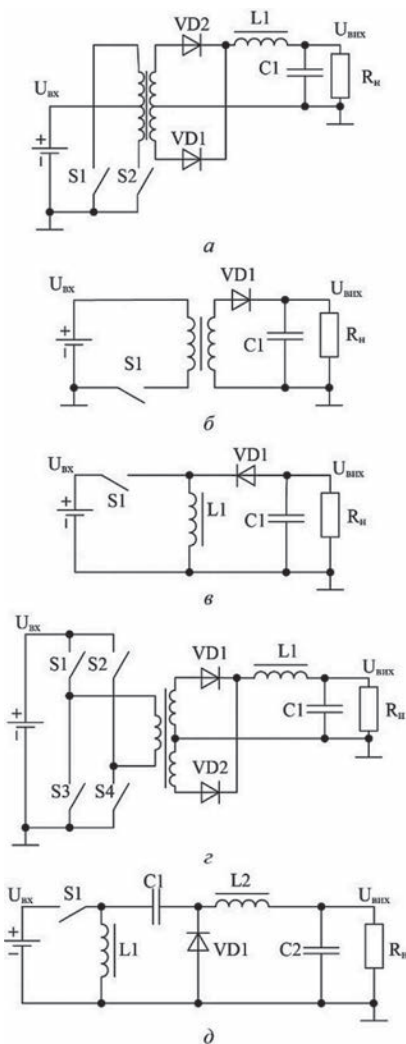 VD2
L1
Uвих
Uвх
C1
Rн
+
−
VD1
S1
S2
а
Uвх
VD1
Uвих
+
−
C1
Rн
S1
б
Uвх
VD1
Uвих
+
−
S1
L1
C1
Rн
в
Uвх
S1
S2
VD1
L1
Uвих
C1
Rн
+
−
S3
S4
VD2
г
Uвх
S1
C1
L2
Uвих
+
−
L1
VD1
C2
Rн
д